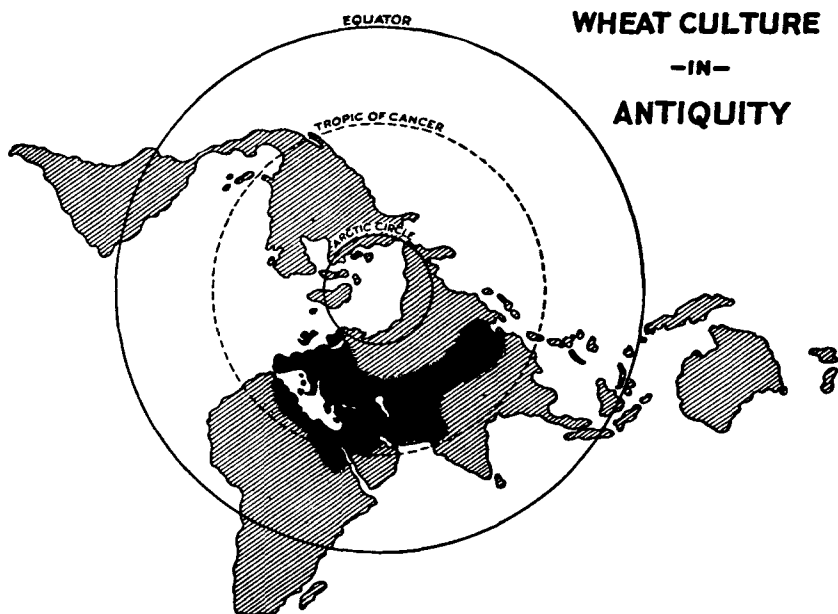 EQUATOR
WHEAT CULTURE
-IN-
ANTIQUITY
TROPIC OF CANCER
ARCTIC CIRCLE